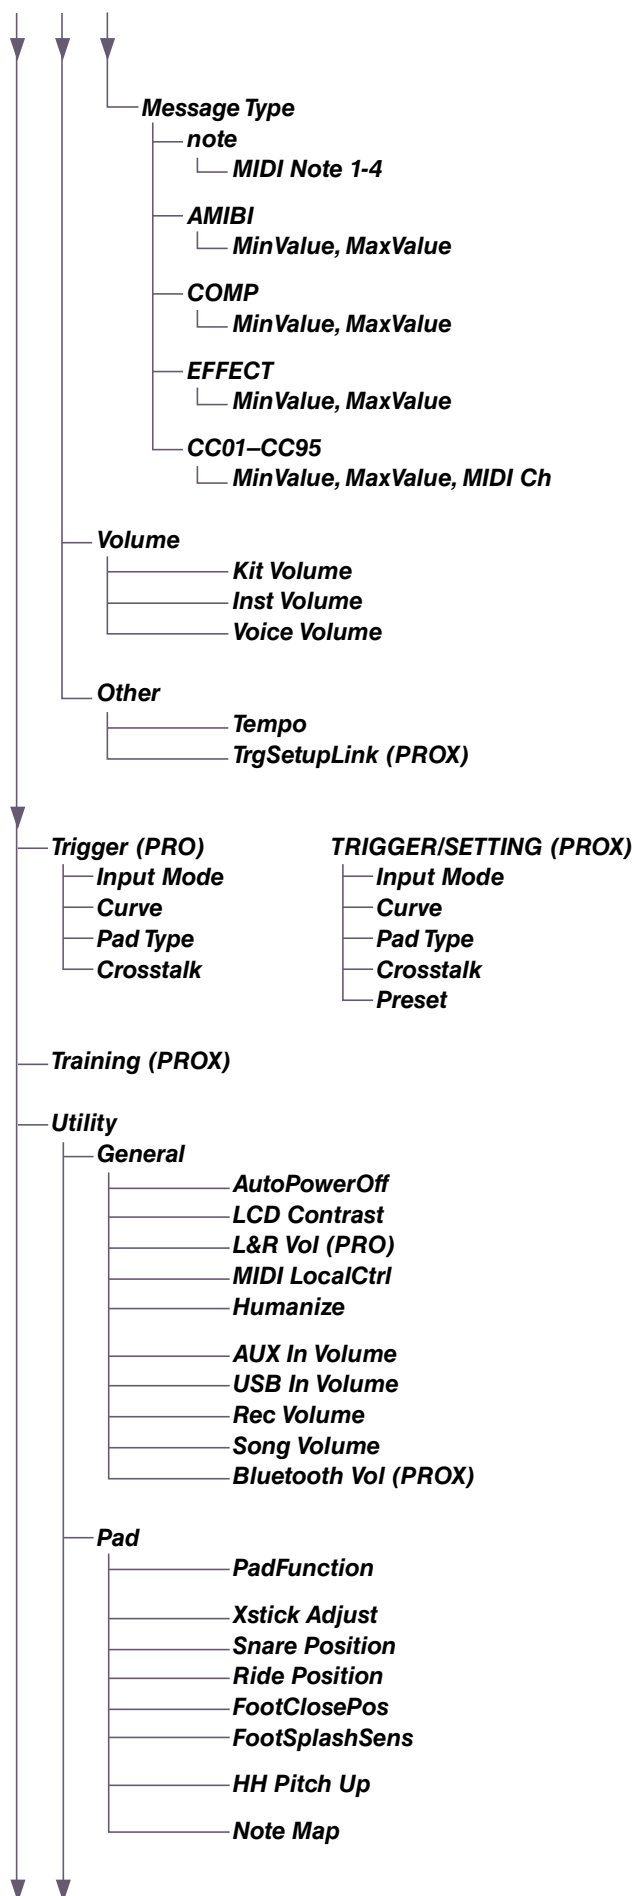 Message Type
note
MIDI Note 1-4
AMIBI
MinValue, MaxValue
COMP
MinValue, MaxValue
EFFECT
MinValue, MaxValue
CC01–CC95
MinValue, MaxValue, MIDI Ch
Volume
Kit Volume
Inst Volume
Voice Volume
Other
Tempo
TrgSetupLink (PROX)
Trigger (PRO)
Input Mode
Curve
Pad Type
Crosstalk
TRIGGER/SETTING (PROX)
Input Mode
Curve
Pad Type
Crosstalk
Preset
Training (PROX)
Utility
General
AutoPowerOff
LCD Contrast
L&R Vol (PRO)
MIDI LocalCtrl
Humanize
AUX In Volume
USB In Volume
Rec Volume
Song Volume
Bluetooth Vol (PROX)
Pad
PadFunction
Xstick Adjust
Snare Position
Ride Position
FootClosePos
FootSplashSens
HH Pitch Up
Note Map